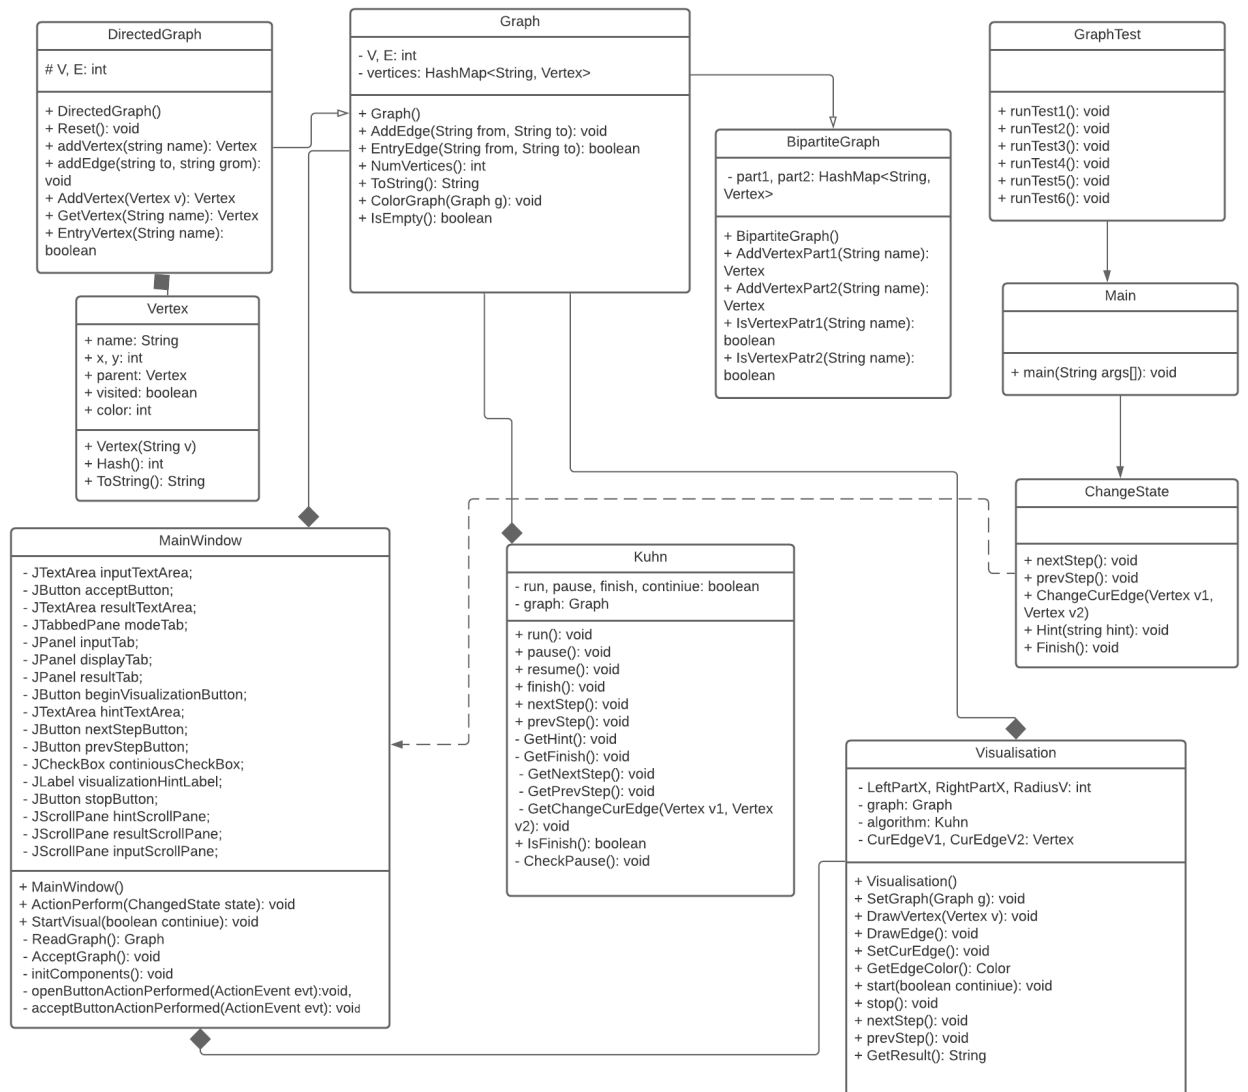 DirectedGraph
# V, E: int
+ DirectedGraph()
+ Reset(): void
+ addVertex(string name): Vertex
+ addEdge(string to, string grom):
void
+ AddVertex(Vertex v): Vertex
+ GetVertex(String name): Vertex
+ EntryVertex(String name):
boolean
Graph
- V, E: int
- vertices: HashMap<String, Vertex>
+ Graph()
+ AddEdge(String from, String to): void
+ EntryEdge(String from, String to): boolean
+ NumVertices(): int
+ ToString(): String
+ ColorGraph(Graph g): void
+ IsEmpty(): boolean
BipartiteGraph
- part1, part2: HashMap<String,
Vertex>
+ BipartiteGraph()
+ AddVertexPart1(String name):
Vertex
+ AddVertexPart2(String name):
Vertex
+ IsVertexPatr1(String name):
boolean
+ IsVertexPatr2(String name):
boolean
GraphTest
+ runTest1(): void
+ runTest2(): void
+ runTest3(): void
+ runTest4(): void
+ runTest5(): void
+ runTest6(): void
Vertex
+ name: String
+ x, y: int
+ parent: Vertex
+ visited: boolean
+ color: int
+ Vertex(String v)
+ Hash(): int
+ ToString(): String
Main
+ main(String args[]): void
ChangeState
+ nextStep(): void
+ prevStep(): void
+ ChangeCurEdge(Vertex v1,
Vertex v2)
+ Hint(string hint): void
+ Finish(): void
MainWindow
- JTextArea inputTextArea;
- JButton acceptButton;
- JTextArea resultTextArea;
- JTabbedPane modeTab;
- JPanel inputTab;
- JPanel displayTab;
- JPanel resultTab;
- JButton beginVisualizationButton;
- JTextArea hintTextArea;
- JButton nextStepButton;
- JButton prevStepButton;
- JCheckBox continiousCheckBox;
- JLabel visualizationHintLabel;
- JButton stopButton;
- JScrollPane hintScrollPane;
- JScrollPane resultScrollPane;
- JScrollPane inputScrollPane;
+ MainWindow()
+ ActionPerform(ChangedState state): void
+ StartVisual(boolean continiue): void
- ReadGraph(): Graph
- AcceptGraph(): void
- initComponents(): void
- openButtonActionPerformed(ActionEvent evt):void,
- acceptButtonActionPerformed(ActionEvent evt): void
Kuhn
- run, pause, finish, continiue: boolean
- graph: Graph
+ run(): void
+ pause(): void
+ resume(): void
+ finish(): void
+ nextStep(): void
+ prevStep(): void
- GetHint(): void
- GetFinish(): void
- GetNextStep(): void
- GetPrevStep(): void
- GetChangeCurEdge(Vertex v1, Vertex
v2): void
+ IsFinish(): boolean
- CheckPause(): void
Visualisation
- LeftPartX, RightPartX, RadiusV: int
- graph: Graph
- algorithm: Kuhn
- CurEdgeV1, CurEdgeV2: Vertex
+ Visualisation()
+ SetGraph(Graph g): void
+ DrawVertex(Vertex v): void
+ DrawEdge(): void
+ SetCurEdge(): void
+ GetEdgeColor(): Color
+ start(boolean continiue): void
+ stop(): void
+ nextStep(): void
+ prevStep(): void
+ GetResult(): String